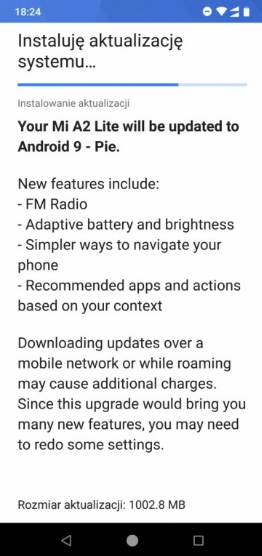 18:24
Instaluję aktualizację
systemu...
Instalowanie aktualizacji
Your Mi A2 Lite will be updated to
Android 9 - Pie.
New features include:
- FM Radio
- Adaptive battery and brightness
- Simpler ways to navigate your
phone
- Recommended apps and actions
based on your context
Downloading updates over a
mobile network or while roaming
may cause additional charges.
Since this upgrade would bring you
many new features, you may need
to redo some settings.
Rozmiar aktualizacji: 1002.8 MB